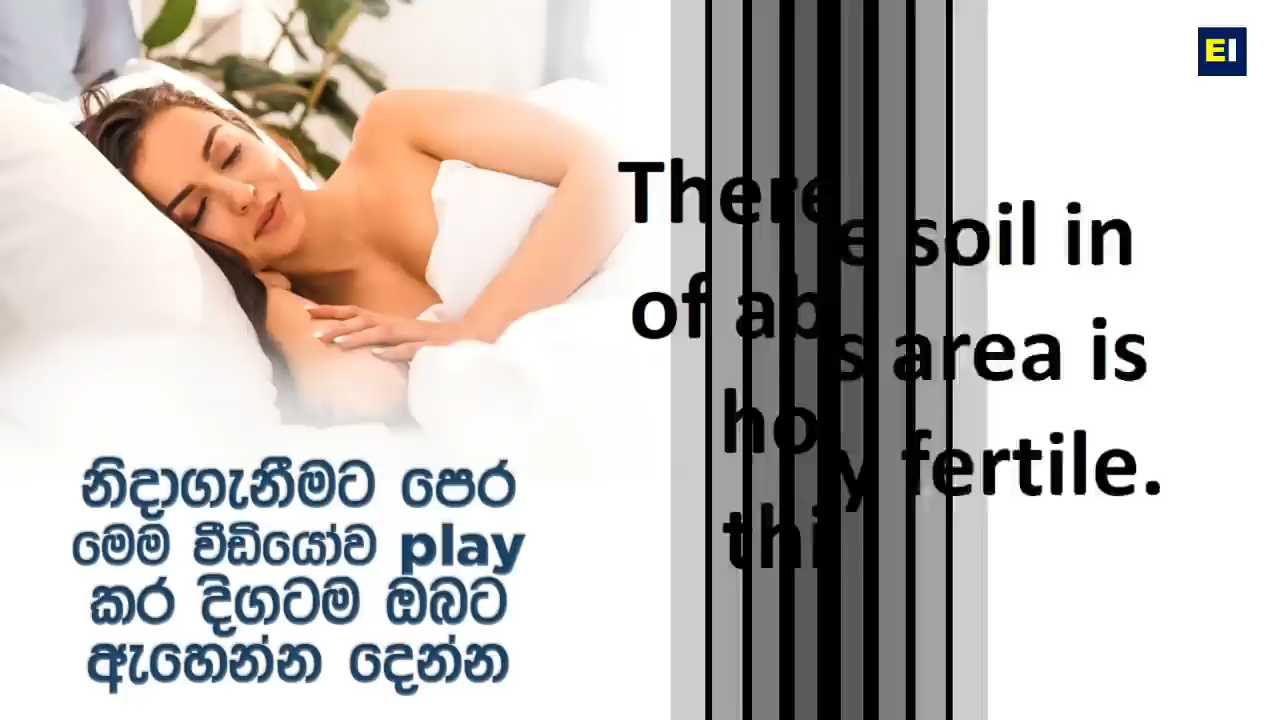 EI
There
of ab
ho
thi
soil in
area is
fertile.
නිදාගැනීමට පෙර
මෙම වීඩියෝව play
කර දිගටම ඔබට
ඇහෙන්න දෙන්න